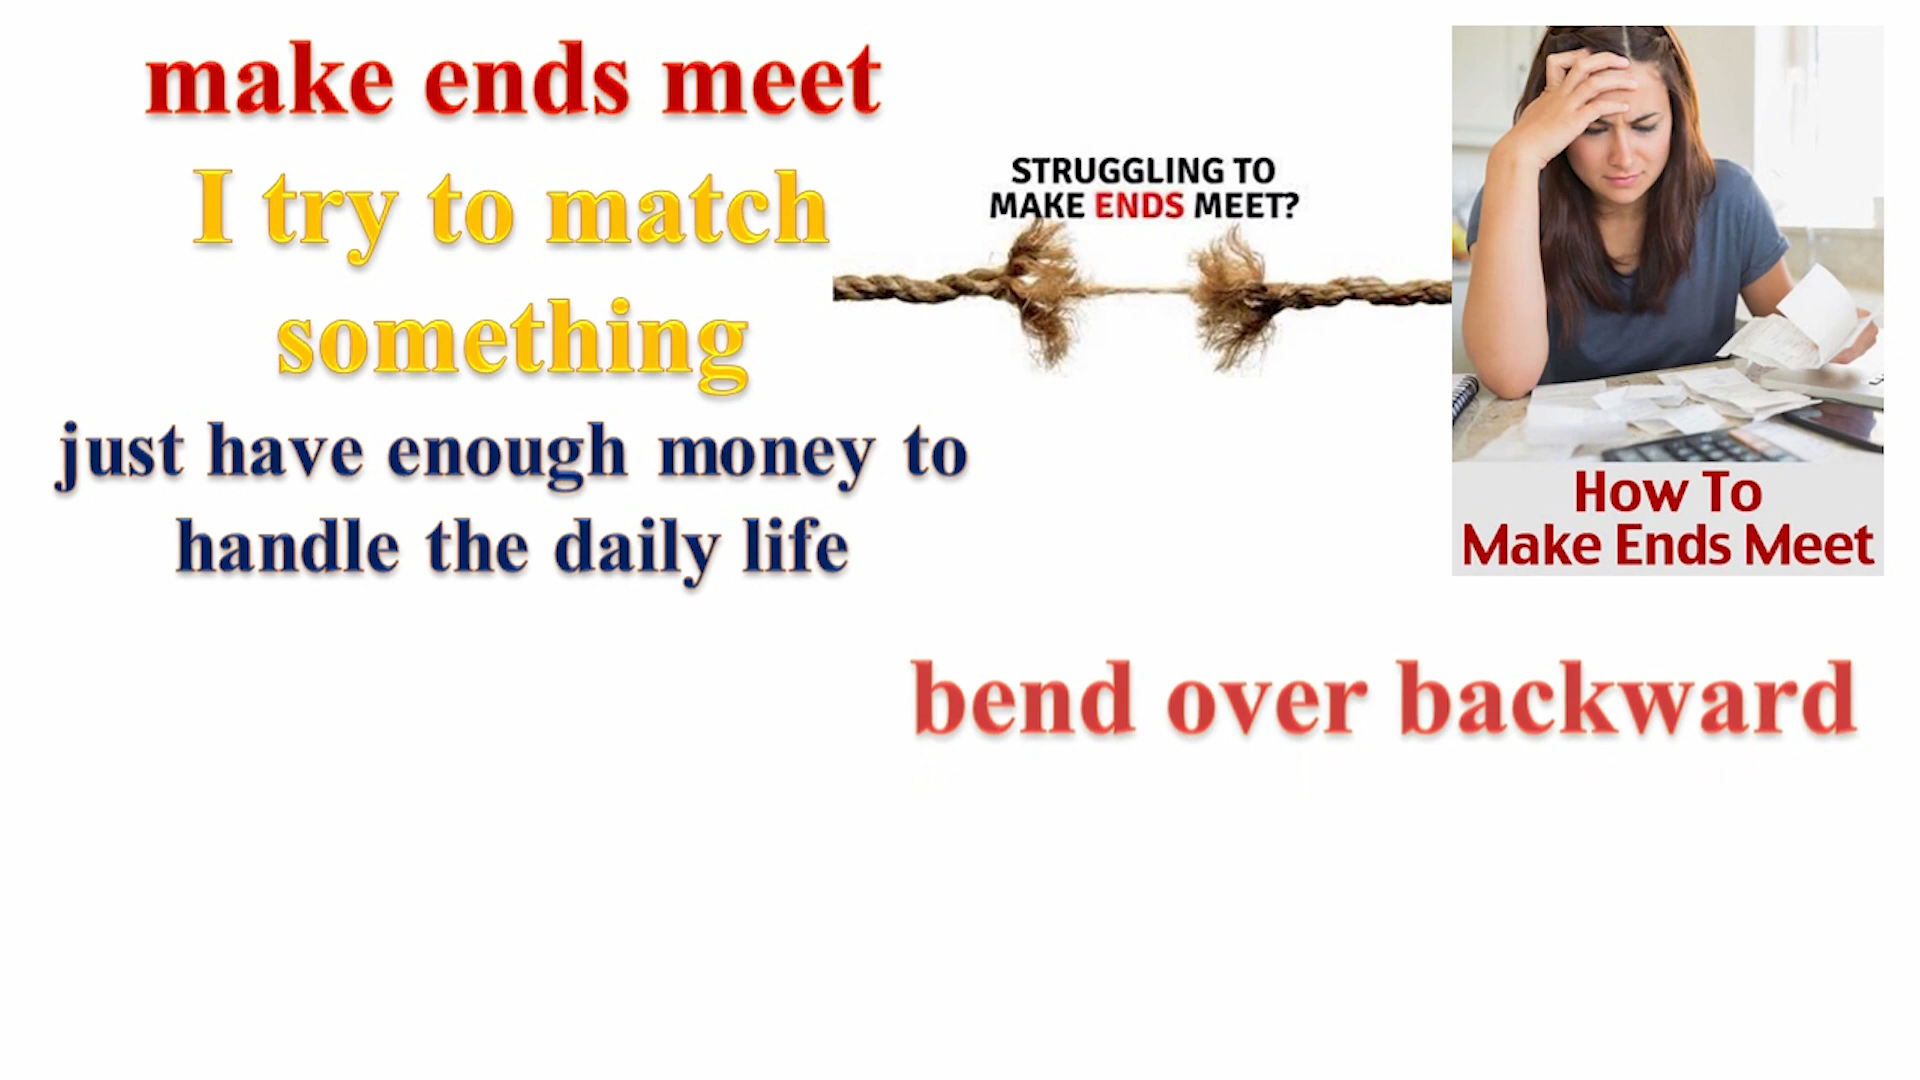 make ends meet
I try to match
something
just have enough money to
handle the daily life
STRUGGLING TO
MAKE ENDS MEET?
How To
Make Ends Meet
bend over backward